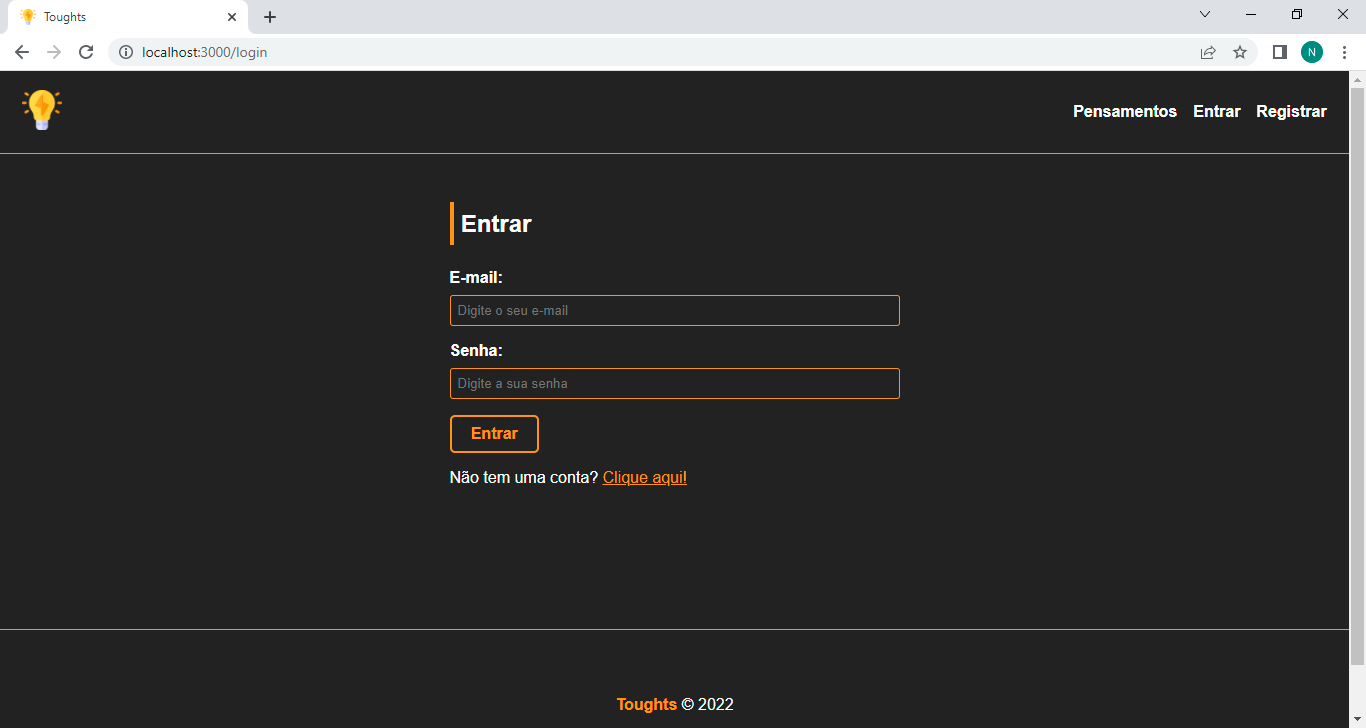 Toughts
localhost:3000/login
N
Pensamentos Entrar Registrar
Entrar
E-mail:
Digite o seu e-mail
Senha:
Digite a sua senha
Entrar
Não tem uma conta? Clique aqui!
Toughts © 2022